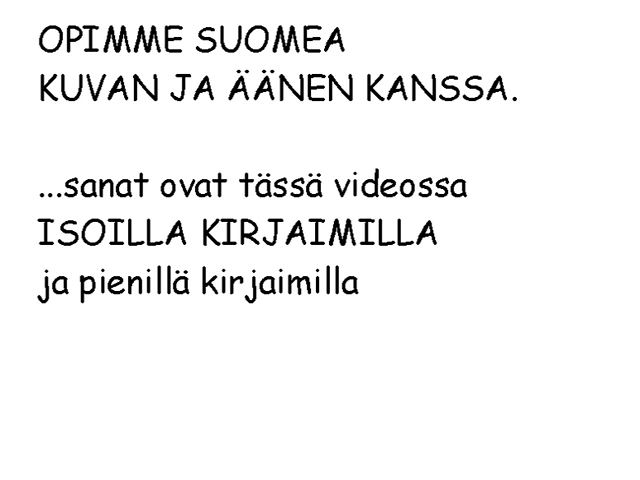 OPIMME SUOMEA
KUVAN JA ÄÄNEN KANSSA.
...sanat ovat tässä videossa
ISOILLA KIRJAIMILLA
ja pienillä kirjaimilla